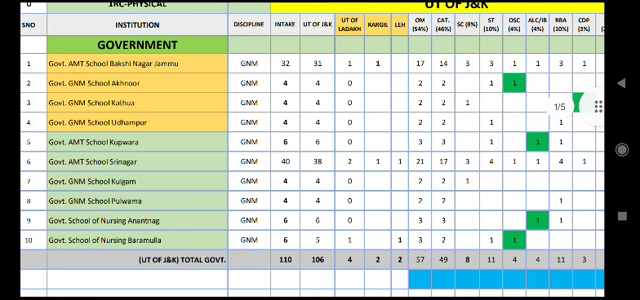 0 IRC-PHYSICAL UT OF J&K
SNO INSTITUTION DISCIPLINE INTAKE UT OF J&K UT OF LADAKH KARGIL LEH OM (54%) CAT. (46%) SC (8%) ST (10%) OSC (4%) ALC/IB (4%) RBA (10%) CDP (3%)
GOVERNMENT
1 Govt. AMT School Bakshi Nagar Jammu GNM 32 31 1 1 17 14 3 3 1 1 3 1
2 Govt. GNM School Akhnoor GNM 4 4 0 2 2 1 1
3 Govt. GNM School Kathua GNM 4 4 0 2 2 1
1/5
4 Govt. GNM School Udhampur GNM 4 4 0 2 2 1 1
5 Govt. AMT School Kupwara GNM 6 6 0 3 3 1 1 1
6 Govt. AMT School Srinagar GNM 40 38 2 1 1 21 17 3 4 1 1 4 1
7 Govt. GNM School Kulgam GNM 4 4 0 2 2 1
8 Govt. GNM School Pulwama GNM 4 4 0 2 2 1
9 Govt. School of Nursing Anantnag GNM 6 6 0 3 3 1 1 1
10 Govt. School of Nursing Baramulla GNM 6 5 1 1 3 2 1 1
(UT OF J&K) TOTAL GOVT. 110 106 4 2 2 57 49 8 11 4 4 11 3